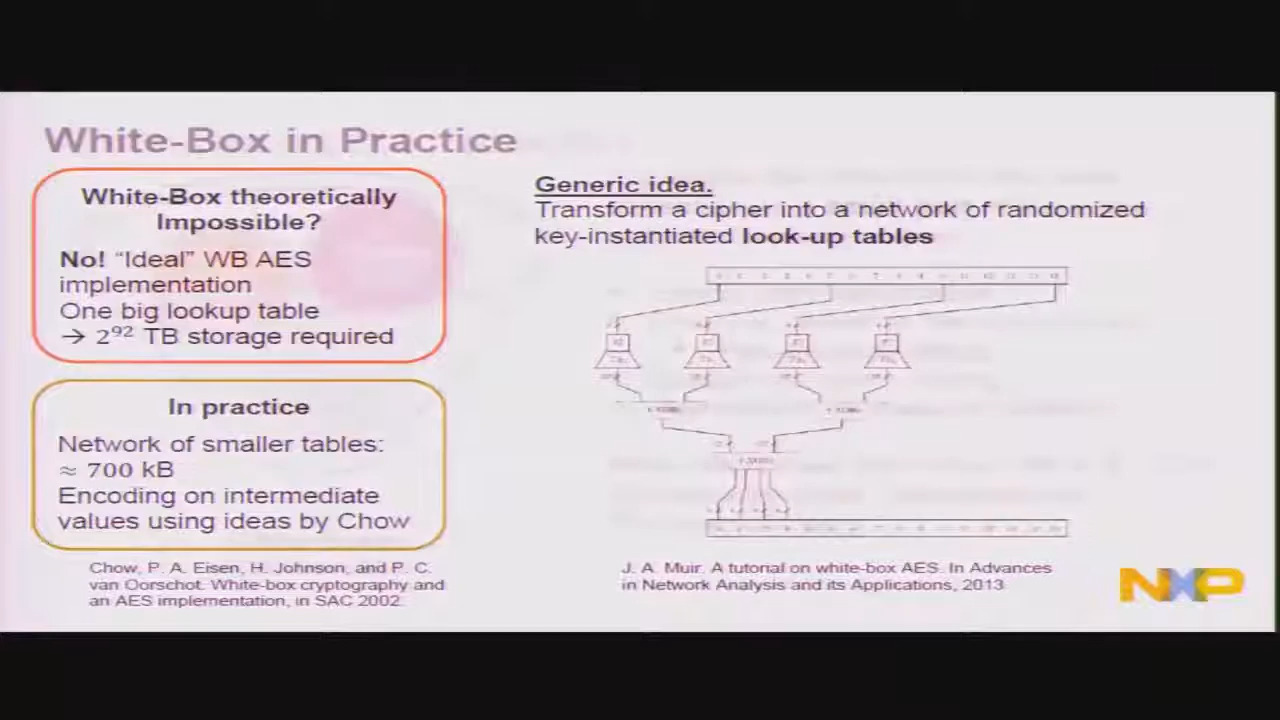 White-Box in Practice
White-Box theoretically
Impossible?
No! “Ideal” WB AES
implementation
One big lookup table
→ 2⁹² TB storage required
In practice
Network of smaller tables:
≈ 700 kB
Encoding on intermediate
values using ideas by Chow
Chow, P. A. Eisen, H. Johnson, and P. C.
van Oorschot. White-box cryptography and
an AES implementation, in SAC 2002.
Generic idea.
Transform a cipher into a network of randomized
key-instantiated look-up tables
J. A. Muir. A tutorial on white-box AES. In Advances
in Network Analysis and its Applications, 2013
NXP